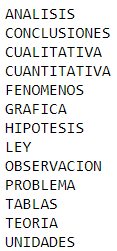 ANALISIS
CONCLUSIONES
CUALITATIVA
CUANTITATIVA
FENOMENOS
GRAFICA
HIPOTESIS
LEY
OBSERVACION
PROBLEMA
TABLAS
TEORIA
UNIDADES